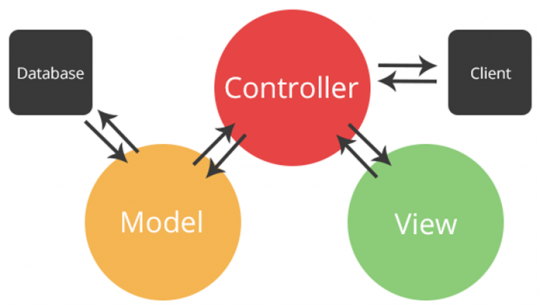 Database
Controller
Client
Model
View